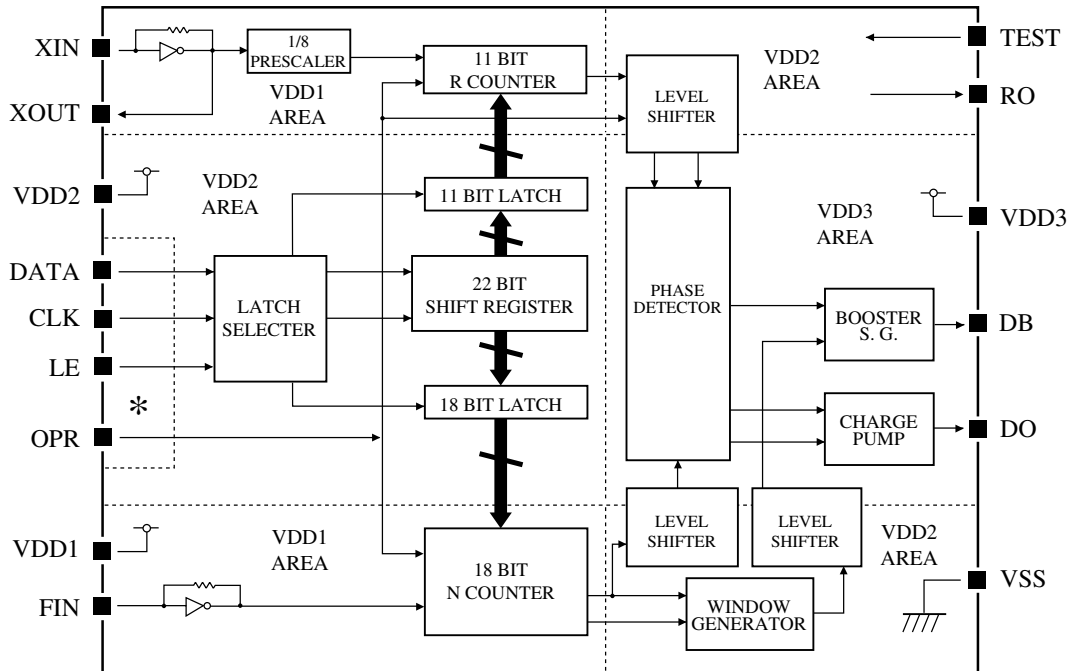 XIN
1/8
PRESCALER
11 BIT
R COUNTER
VDD2
AREA
TEST
XOUT
VDD1
AREA
LEVEL
SHIFTER
RO
VDD2
VDD2
AREA
11 BIT LATCH
VDD3
AREA
VDD3
DATA
CLK
LE
LATCH
SELECTER
22 BIT
SHIFT REGISTER
PHASE
DETECTOR
BOOSTER
S. G.
DB
*
OPR
18 BIT LATCH
CHARGE
PUMP
DO
VDD1
VDD1
AREA
18 BIT
N COUNTER
LEVEL
SHIFTER
LEVEL
SHIFTER
VDD2
AREA
FIN
WINDOW
GENERATOR
VSS